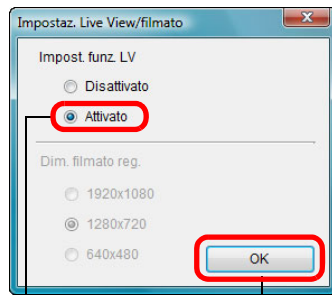 Impostaz. Live View/filmato
Impost. funz. LV
Disattivato
Attivato
Dim. filmato reg.
1920x1080
1280x720
640x480
OK